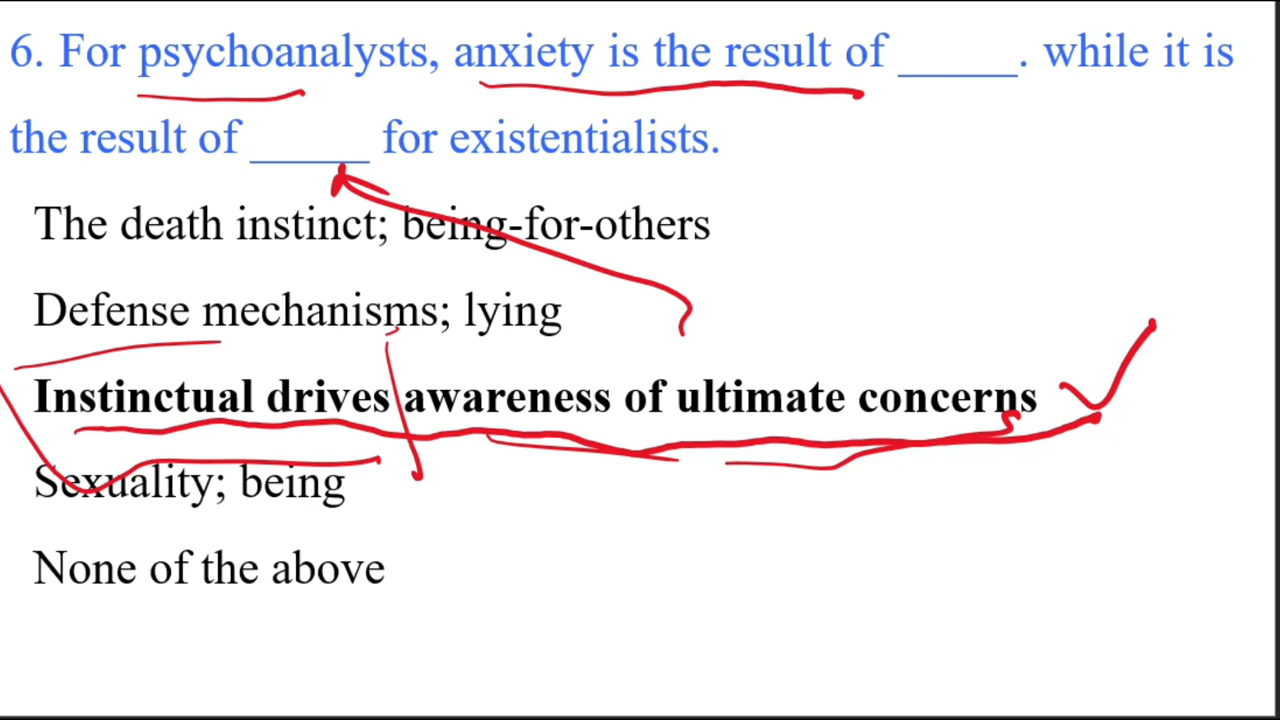 6. For psychoanalysts, anxiety is the result of _____. while it is
the result of _____ for existentialists.
The death instinct; being-for-others
Defense mechanisms; lying
Instinctual drives awareness of ultimate concerns
Sexuality; being
None of the above